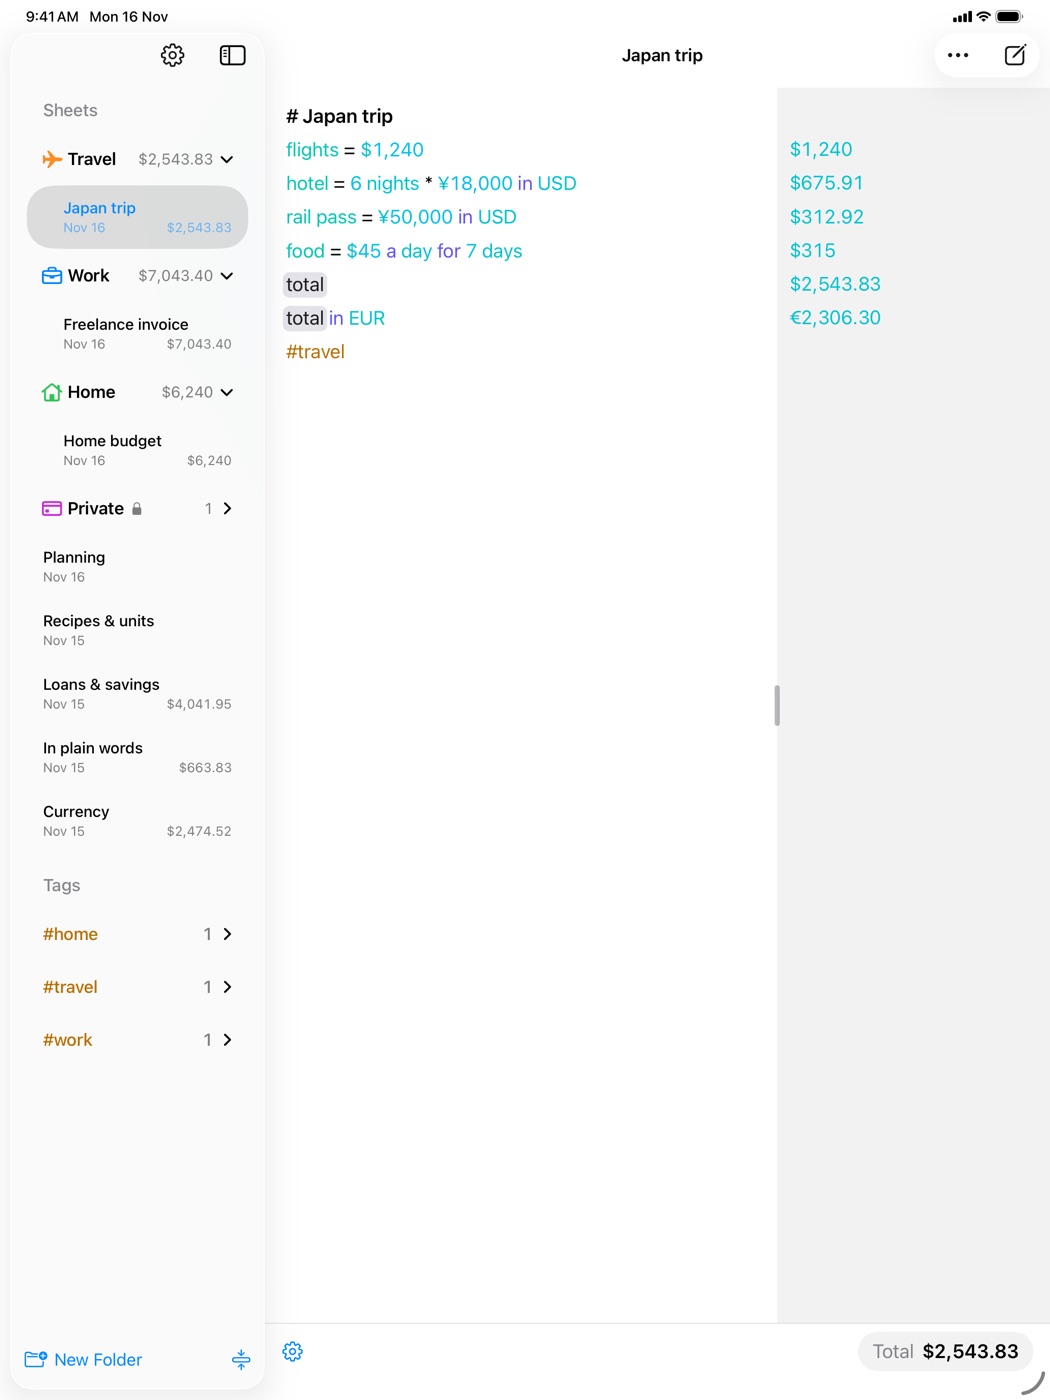 9:41 AM Mon 16 Nov
Sheets
Travel $2,543.83
Japan trip
Nov 16 $2,543.83
Work $7,043.40
Freelance invoice
Nov 16 $7,043.40
Home $6,240
Home budget
Nov 16 $6,240
Private 1
Planning
Nov 16
Recipes & units
Nov 15
Loans & savings
Nov 15 $4,041.95
In plain words
Nov 15 $663.83
Currency
Nov 15 $2,474.52
Tags
#home 1
#travel 1
#work 1
New Folder
Japan trip
# Japan trip
flights = $1,240 $1,240
hotel = 6 nights * ¥18,000 in USD $675.91
rail pass = ¥50,000 in USD $312.92
food = $45 a day for 7 days $315
total $2,543.83
total in EUR €2,306.30
#travel
Total $2,543.83